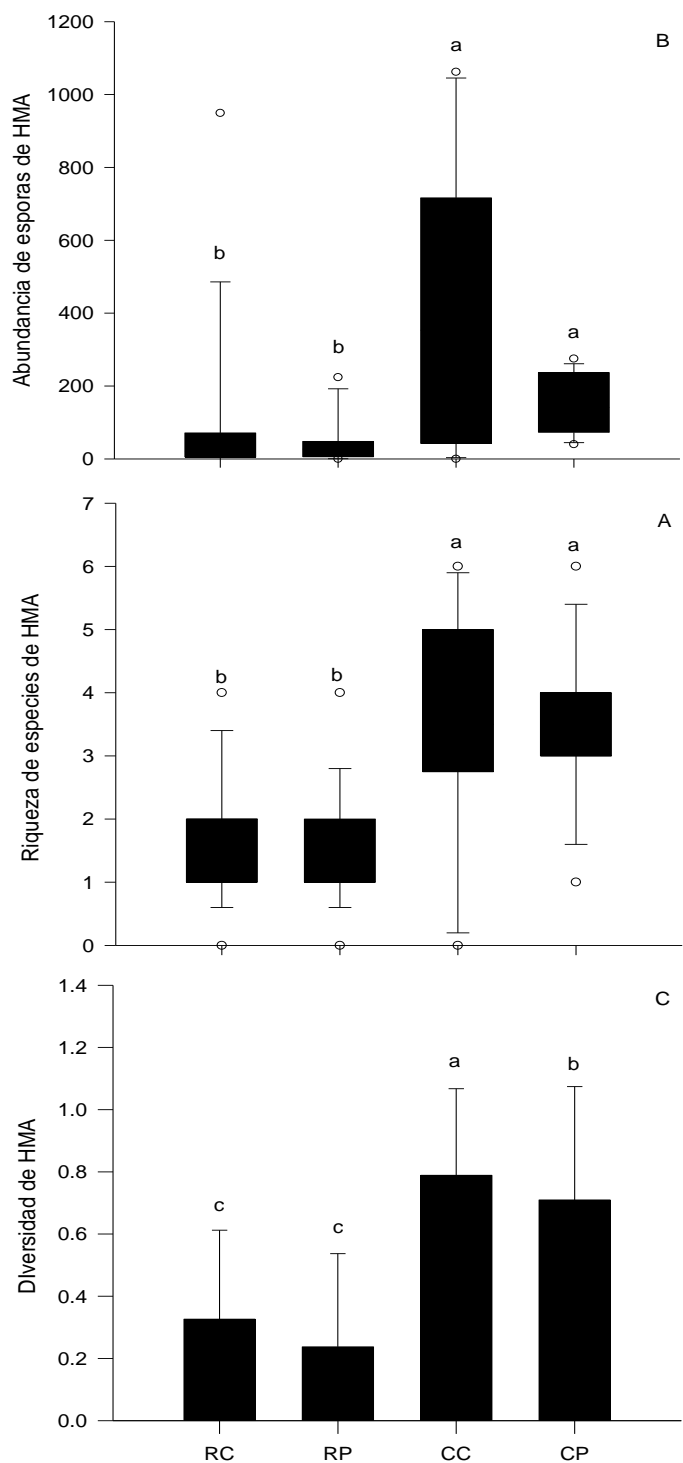 B
Abundancia de esporas de HMA
1200
1000
800
600
400
200
0
b
b
a
a
A
Riqueza de especies de HMA
7
6
5
4
3
2
1
0
b
b
a
a
C
DIversidad de HMA
1.4
1.2
1.0
0.8
0.6
0.4
0.2
0.0
c
c
a
b
RC RP CC CP